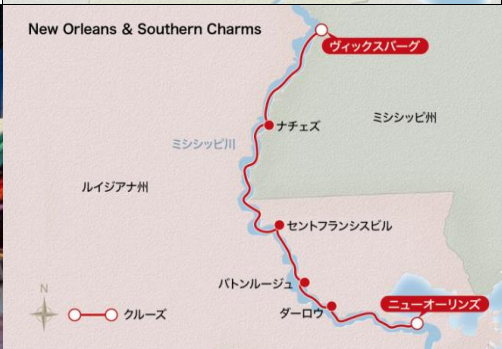 New Orleans & Southern Charms
ヴィックスバーグ
ナチェズ
ミシシッピ州
ミシシッピ川
ルイジアナ州
セントフランシスビル
バトンルージュ
ダーロウ
ニューオーリンズ
N
クルーズ